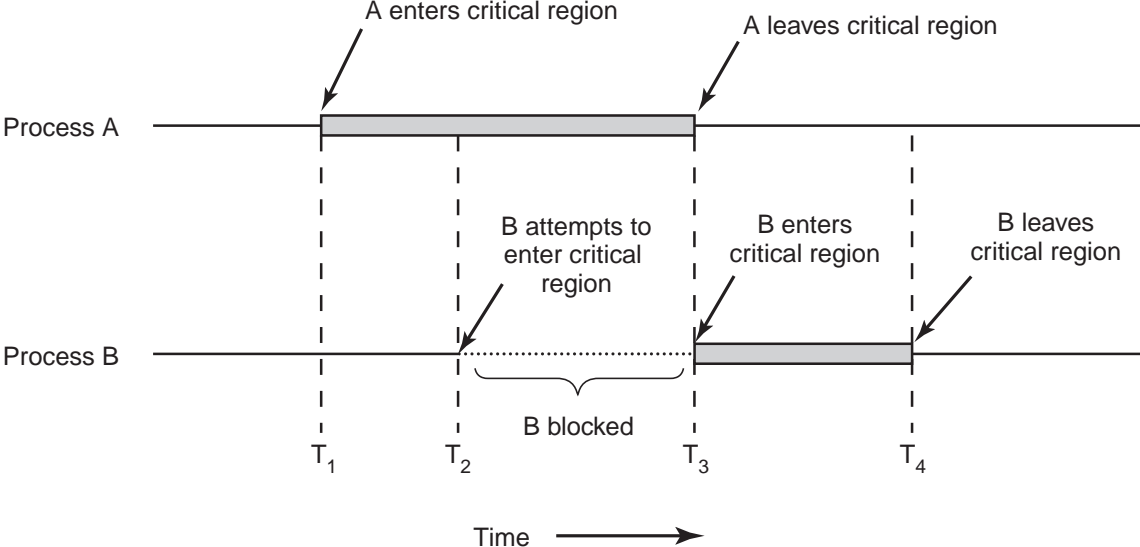 A enters critical region
A leaves critical region
Process A
B attempts to
enter critical
region
B enters
critical region
B leaves
critical region
Process B
B blocked
T1
T2
T3
T4
Time